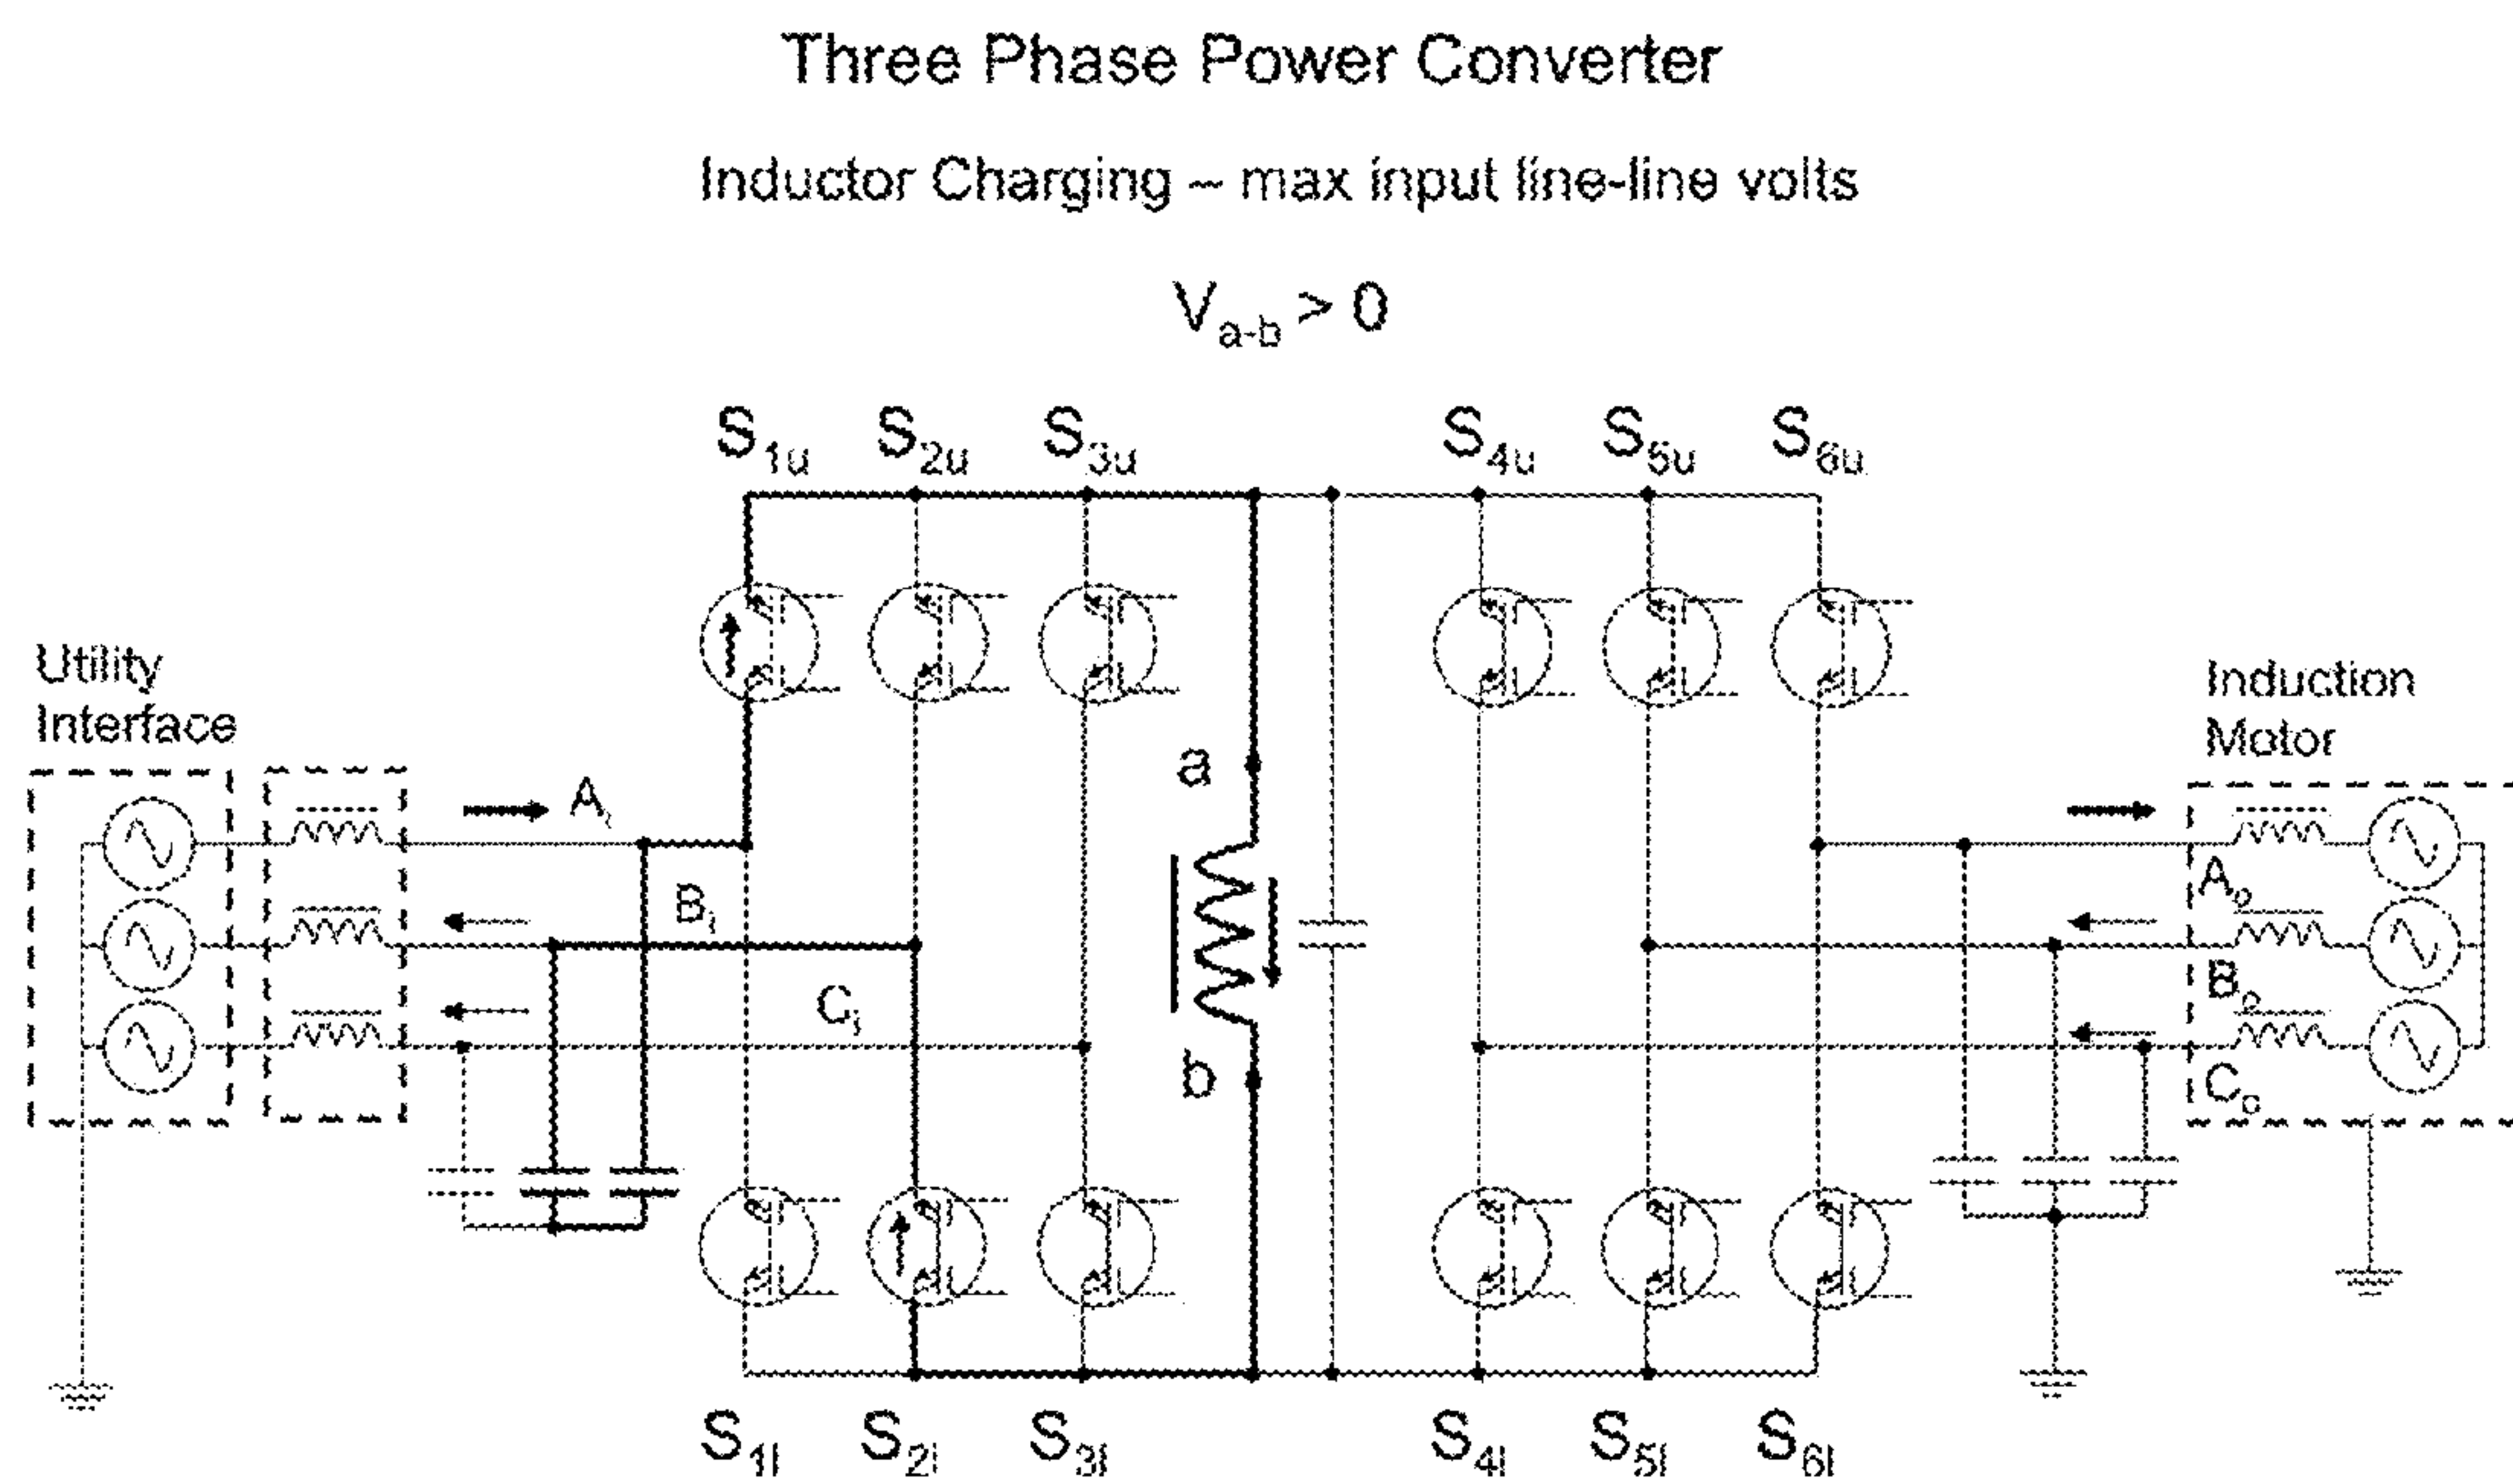 Three Phase Power Converter
Inductor Charging – max input line-line volts
Va-b > 0
S1u S2u S3u S4u S5u S6u
Utility
Interface
Induction
Motor
a
Ai
Ao
Bi
Bo
Ci
b
Co
S1l S2l S3l S4l S5l S6l